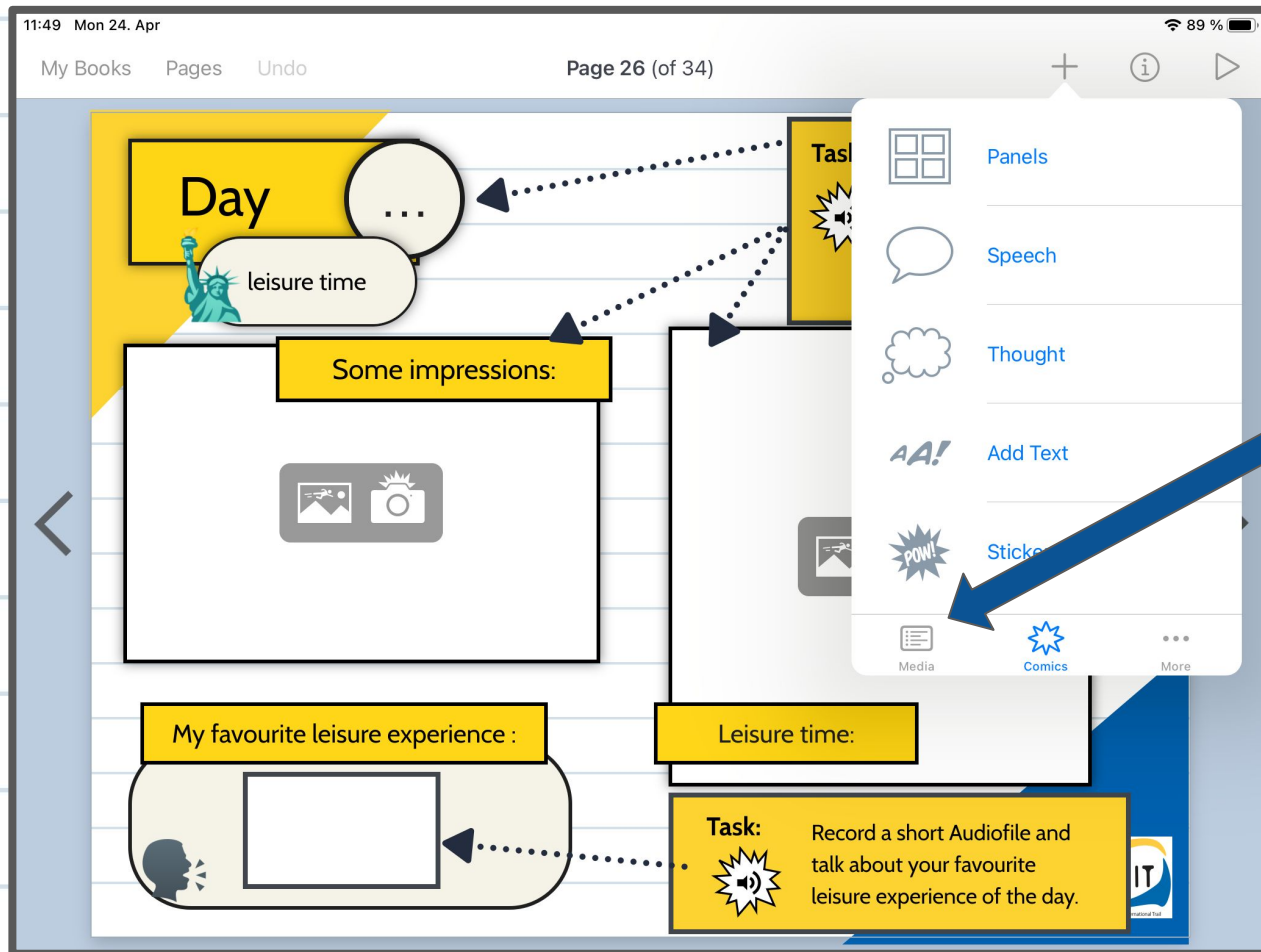 11:49 Mon 24. Apr
89 %
My Books Pages Undo
Page 26 (of 34)
Day
...
leisure time
Some impressions:
Panels
Speech
Thought
AA! Add Text
POW!
Media
Comics
More
My favourite leisure experience :
Leisure time:
Task:
Record a short Audiofile and
talk about your favourite
leisure experience of the day.
IT